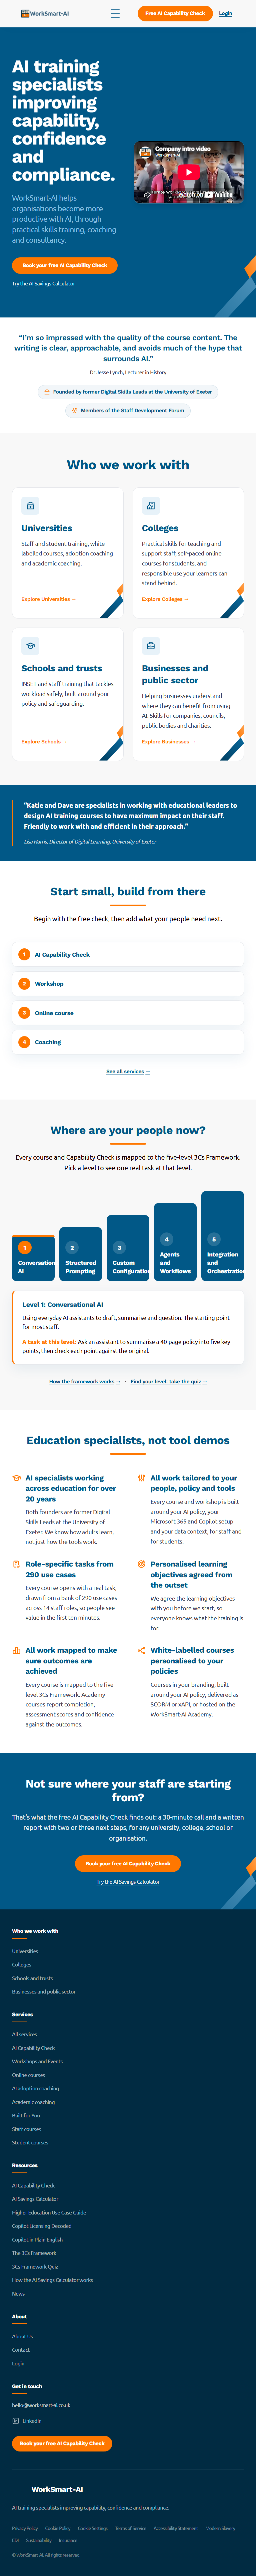 WorkSmart-AI
Free AI Capability Check
Login
AI training
specialists
improving
capability,
confidence
and
compliance.
WorkSmart-AI helps
organisations become more
productive with AI, through
practical skills training, coaching
and consultancy.
Company intro video
WorkSmart AI
Watch on YouTube
Book your free AI Capability Check
Try the AI Savings Calculator
“I’m so impressed with the quality of the course content. The
writing is clear, approachable, and avoids much of the hype that
surrounds AI.”
Dr Jesse Lynch, Lecturer in History
Founded by former Digital Skills Leads at the University of Exeter
Members of the Staff Development Forum
Who we work with
Universities
Staff and student training, white-
labelled courses, adoption coaching
and academic coaching.
Explore Universities →
Colleges
Practical skills for teaching and
support staff, self-paced online
courses for students, and
responsible use your learners can
stand behind.
Explore Colleges →
Schools and trusts
INSET and staff training that tackles
workload safely, built around your
policy and safeguarding.
Explore Schools →
Businesses and
public sector
Helping businesses understand
where they can benefit from using
AI. Skills for companies, councils,
public bodies and charities.
Explore Businesses →
“Katie and Dave are specialists in working with educational leaders to
design AI training courses to have maximum impact on their staff.
Friendly to work with and efficient in their approach.”
Lisa Harris, Director of Digital Learning, University of Exeter
Start small, build from there
Begin with the free check, then add what your people need next.
1 AI Capability Check
2 Workshop
3 Online course
4 Coaching
See all services →
Where are your people now?
Every course and Capability Check is mapped to the five-level 3Cs Framework.
Pick a level to see one real task at that level.
1
Conversational
AI
2
Structured
Prompting
3
Custom
Configuration
4
Agents
and
Workflows
5
Integration
and
Orchestration
Level 1: Conversational AI
Using everyday AI assistants to draft, summarise and question. The starting point
for most staff.
A task at this level: Ask an assistant to summarise a 40-page policy into five key
points, then check each one against the original.
How the framework works → · Find your level: take the quiz →
Education specialists, not tool demos
AI specialists working
across education for over
20 years
Both founders are former Digital
Skills Leads at the University of
Exeter. We know how adults learn,
not just how the tools work.
All work tailored to your
people, policy and tools
Every course and workshop is built
around your AI policy, your
Microsoft 365 and Copilot setup
and your data context, for staff and
for students.
Role-specific tasks from
290 use cases
Every course opens with a real task,
drawn from a bank of 290 use cases
across 14 staff roles, so people see
value in the first ten minutes.
Personalised learning
objectives agreed from
the outset
We agree the learning objectives
with you before we start, so
everyone knows what the training is
for.
All work mapped to make
sure outcomes are
achieved
Every course is mapped to the five-
level 3Cs Framework. Academy
courses report completion,
assessment scores and confidence
against the outcomes.
White-labelled courses
personalised to your
policies
Courses in your branding, built
around your AI policy, delivered as
SCORM or xAPI, or hosted on the
WorkSmart-AI Academy.
Not sure where your staff are starting
from?
That’s what the free AI Capability Check finds out: a 30-minute call and a written
report with two or three next steps, for any university, college, school or
organisation.
Book your free AI Capability Check
Try the AI Savings Calculator
Who we work with
Universities
Colleges
Schools and trusts
Businesses and public sector
Services
All services
AI Capability Check
Workshops and Events
Online courses
AI adoption coaching
Academic coaching
Built for You
Staff courses
Student courses
Resources
AI Capability Check
AI Savings Calculator
Higher Education Use Case Guide
Copilot Licensing Decoded
Copilot in Plain English
The 3Cs Framework
3Cs Framework Quiz
How the AI Savings Calculator works
News
About
About Us
Contact
Login
Get in touch
hello@worksmart-ai.co.uk
LinkedIn
Book your free AI Capability Check
WorkSmart-AI
AI training specialists improving capability, confidence and compliance.
Privacy Policy Cookie Policy Cookie Settings Terms of Service Accessibility Statement Modern Slavery
EDI Sustainability Insurance
© WorkSmart-AI. All rights reserved.